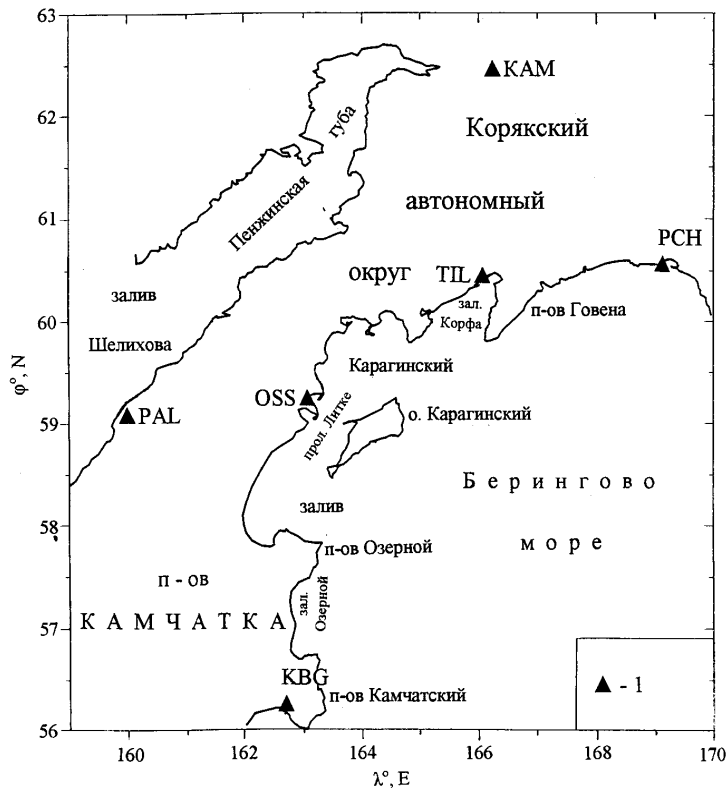 63
62
61
60
59
58
57
56
φ°, N
160
162
164
166
168
170
λ°, E
KAM
губа
Корякский
Пенжинская
автономный
PCH
округ
TIL
залив
зал.
Корфа
п-ов Говена
Шелихова
Карагинский
OSS
PAL
прол. Литке
о. Карагинский
Берингово
залив
море
п-ов Озерной
п-ов
КАМЧАТКА
зал.
Озерной
KBG
п-ов Камчатский
- 1